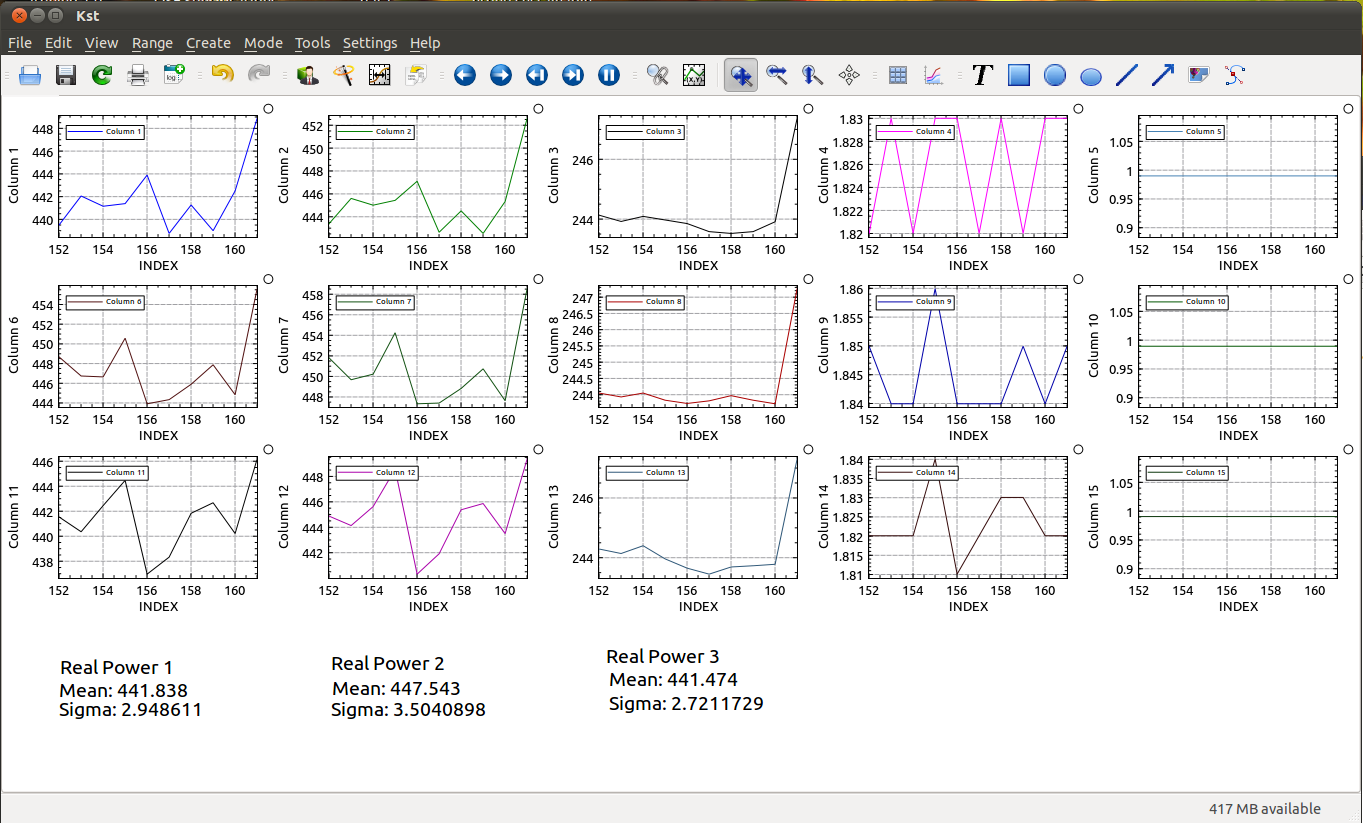 Kst
File Edit View Range Create Mode Tools Settings Help
log:
(X,Y)
T
Column 1
448
446
444
442
440
152 154 156 158 160
INDEX
Column 1
Column 2
452
450
448
446
444
152 154 156 158 160
INDEX
Column 2
Column 3
246
244
152 154 156 158 160
INDEX
Column 3
Column 4
1.83
1.828
1.826
1.824
1.822
1.82
152 154 156 158 160
INDEX
Column 4
Column 5
1.05
1
0.95
0.9
152 154 156 158 160
INDEX
Column 5
Column 6
454
452
450
448
446
444
152 154 156 158 160
INDEX
Column 6
Column 7
458
456
454
452
450
448
152 154 156 158 160
INDEX
Column 7
Column 8
247
246.5
246
245.5
245
244.5
244
152 154 156 158 160
INDEX
Column 8
Column 9
1.86
1.855
1.85
1.845
1.84
152 154 156 158 160
INDEX
Column 9
Column 10
1.05
1
0.95
0.9
152 154 156 158 160
INDEX
Column 10
Column 11
446
444
442
440
438
152 154 156 158 160
INDEX
Column 11
Column 12
448
446
444
442
152 154 156 158 160
INDEX
Column 12
Column 13
246
244
152 154 156 158 160
INDEX
Column 13
Column 14
1.84
1.835
1.83
1.825
1.82
1.815
1.81
152 154 156 158 160
INDEX
Column 14
Column 15
1.05
1
0.95
0.9
152 154 156 158 160
INDEX
Column 15
Real Power 1
Mean: 441.838
Sigma: 2.948611
Real Power 2
Mean: 447.543
Sigma: 3.5040898
Real Power 3
Mean: 441.474
Sigma: 2.7211729
417 MB available